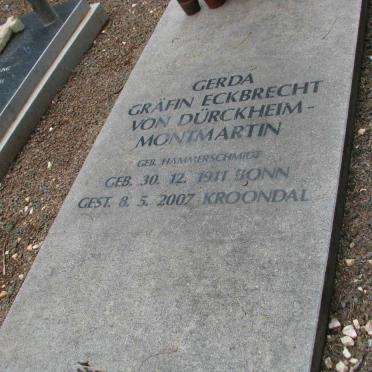 GERDA
GRÄFIN ECKBRECHT
VON DÜRCKHEIM-
MONTMARTIN
GEB. HAMMERSCHMIDT
GEB. 30. 12. 1911 BONN
GEST. 8. 5. 2007 KROONDAL